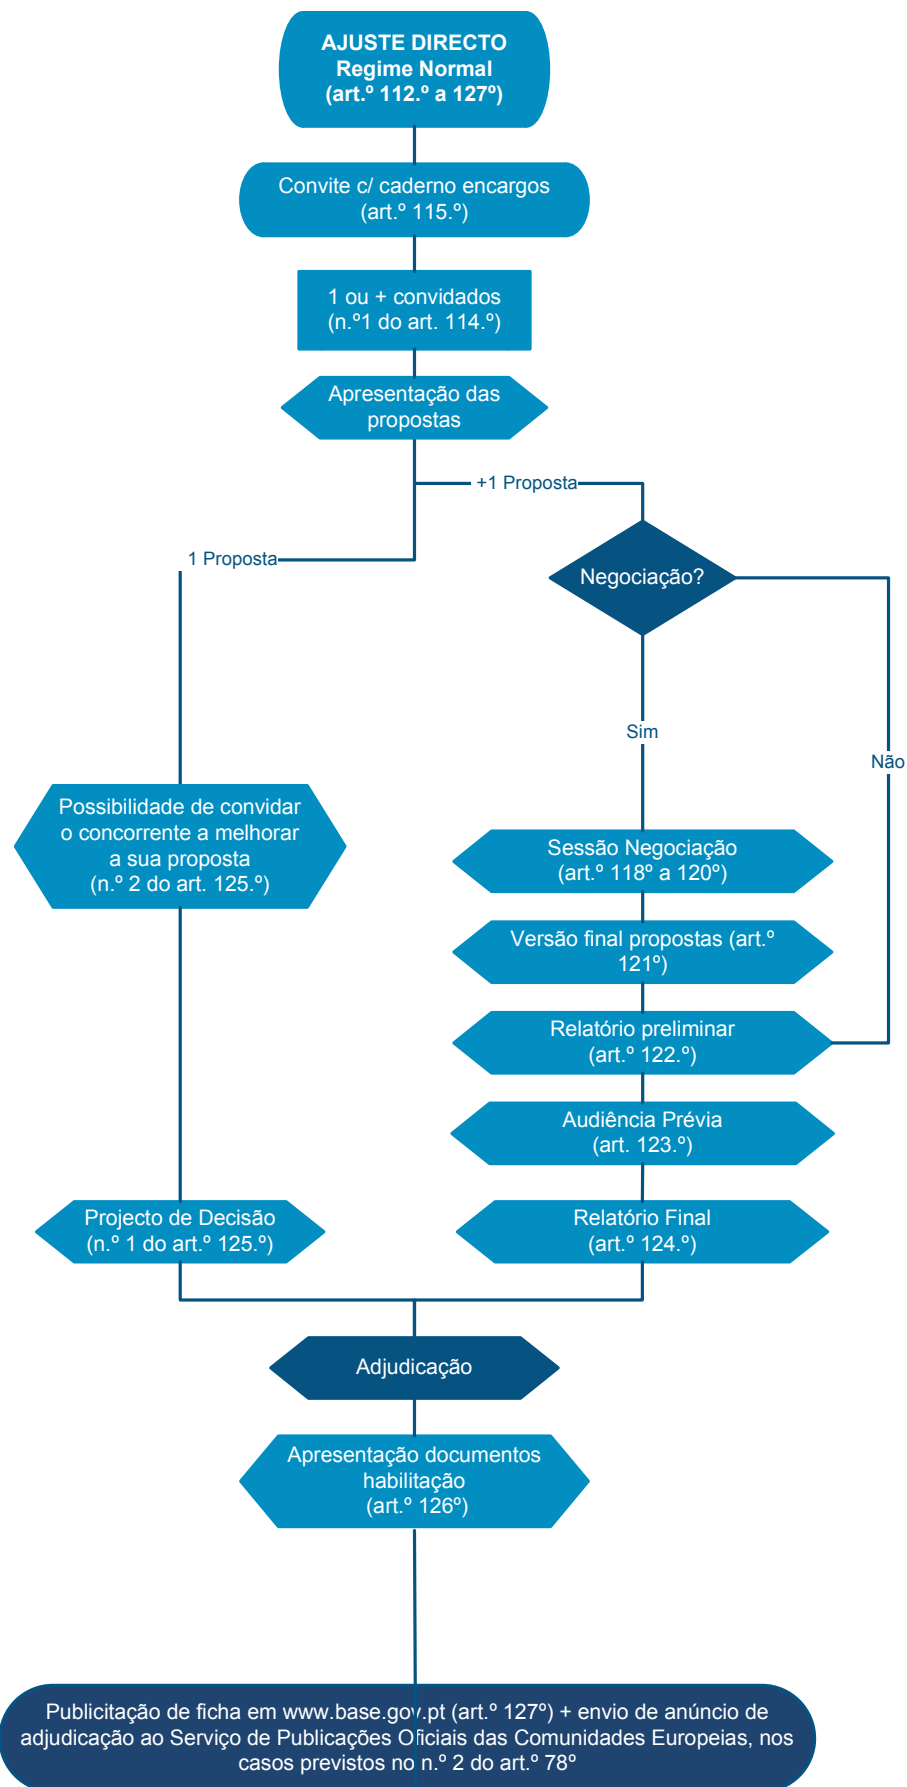 AJUSTE DIRECTO
Regime Normal
(art.º 112.º a 127º)
Convite c/ caderno encargos
(art.º 115.º)
1 ou + convidados
(n.º1 do art. 114.º)
Apresentação das
propostas
+1 Proposta
1 Proposta
Negociação?
Sim
Não
Possibilidade de convidar
o concorrente a melhorar
a sua proposta
(n.º 2 do art. 125.º)
Sessão Negociação
(art.º 118º a 120º)
Versão final propostas (art.º
121º)
Relatório preliminar
(art.º 122.º)
Audiência Prévia
(art. 123.º)
Projecto de Decisão
(n.º 1 do art.º 125.º)
Relatório Final
(art.º 124.º)
Adjudicação
Apresentação documentos
habilitação
(art.º 126º)
Publicitação de ficha em www.base.gov.pt (art.º 127º) + envio de anúncio de
adjudicação ao Serviço de Publicações Oficiais das Comunidades Europeias, nos
casos previstos no n.º 2 do art.º 78º